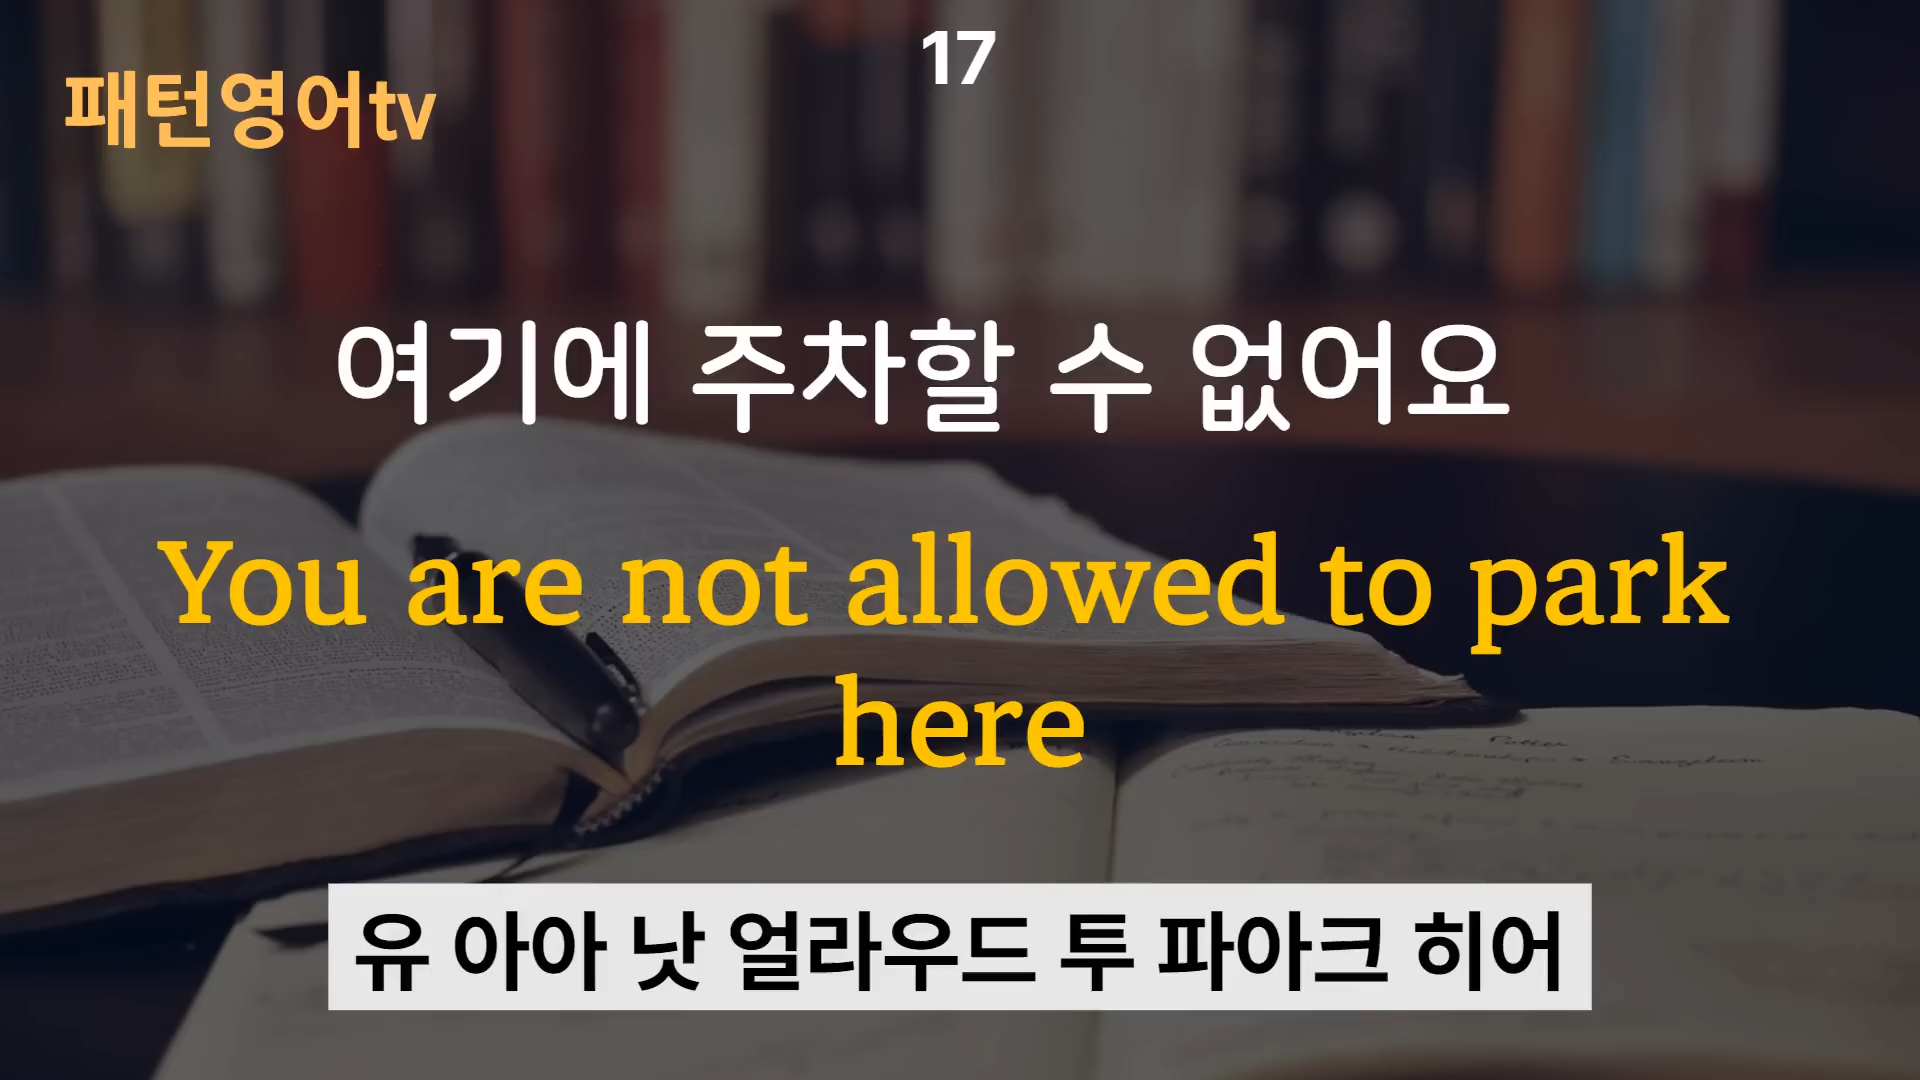 17
패턴영어tv
여기에 주차할 수 없어요
You are not allowed to park
here
유 아아 낫 얼라우드 투 파아크 히어